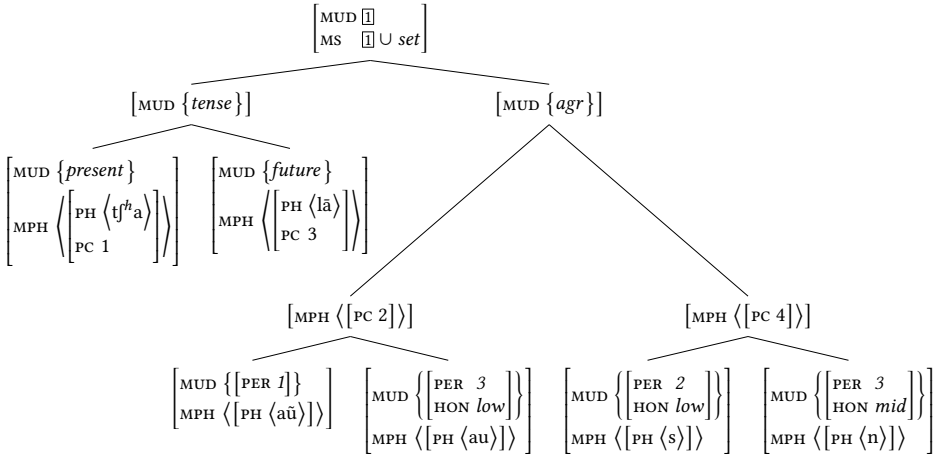 MUD 1
MS 1 ∪ set
[MUD {tense}]
[MUD {agr}]
MUD {present}
MPH ⟨[PH ⟨tʃʰa⟩
PC 1]⟩
MUD {future}
MPH ⟨[PH ⟨lā⟩
PC 3]⟩
[MPH ⟨[PC 2]⟩]
[MPH ⟨[PC 4]⟩]
MUD {[PER 1]}
MPH ⟨[PH ⟨aũ⟩]⟩
MUD {[PER 3
HON low]}
MPH ⟨[PH ⟨au⟩]⟩
MUD {[PER 2
HON low]}
MPH ⟨[PH ⟨s⟩]⟩
MUD {[PER 3
HON mid]}
MPH ⟨[PH ⟨n⟩]⟩